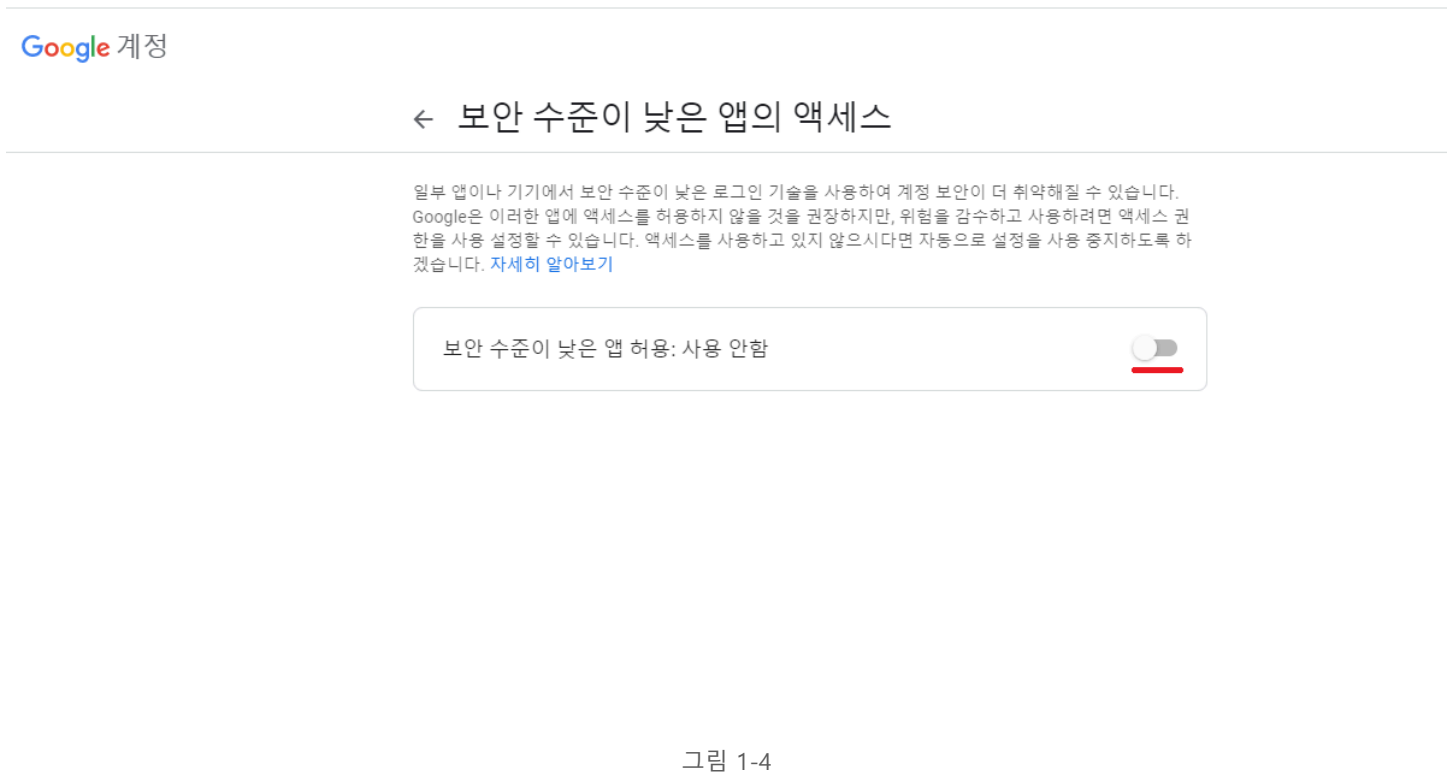 Google 계정
← 보안 수준이 낮은 앱의 액세스
일부 앱이나 기기에서 보안 수준이 낮은 로그인 기술을 사용하여 계정 보안이 더 취약해질 수 있습니다.
Google은 이러한 앱에 액세스를 허용하지 않을 것을 권장하지만, 위험을 감수하고 사용하려면 액세스 권
한을 사용 설정할 수 있습니다. 액세스를 사용하고 있지 않으시다면 자동으로 설정을 사용 중지하도록 하
겠습니다. 자세히 알아보기
보안 수준이 낮은 앱 허용: 사용 안함
그림 1-4